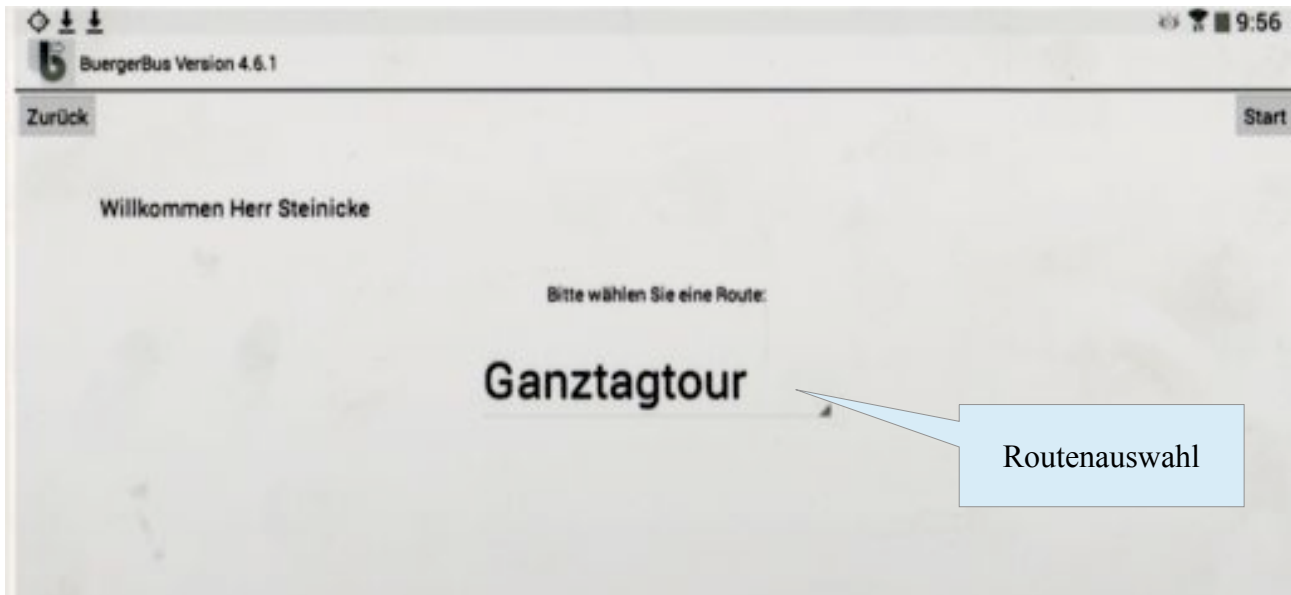 9:56
BuergerBus Version 4.6.1
Zurück
Start
Willkommen Herr Steinicke
Bitte wählen Sie eine Route:
Ganztagtour
Routenauswahl